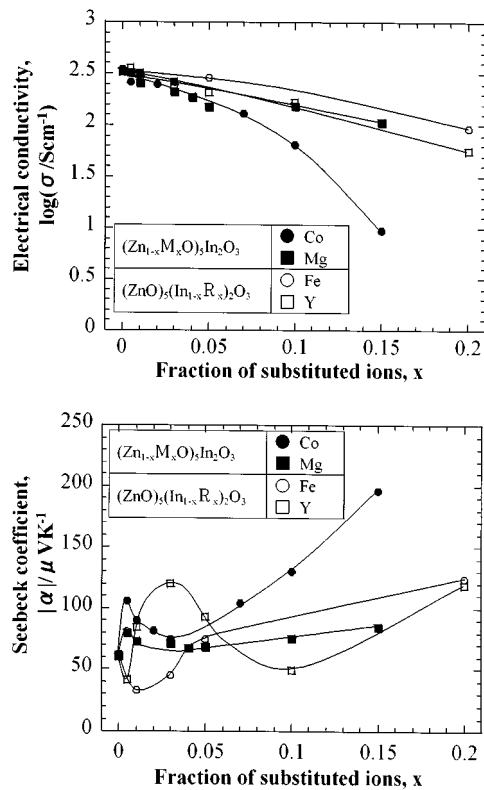 Electrical conductivity,
log(σ/Scm⁻¹)
3
2.5
2
1.5
1
0.5
0
(Zn₁₋ₓMₓO)₅In₂O₃
● Co
■ Mg
(ZnO)₅(In₁₋ₓRₓ)₂O₃
○ Fe
□ Y
0 0.05 0.1 0.15 0.2
Fraction of substituted ions, x
Seebeck coefficient,
|α|/μVK⁻¹
250
200
150
100
50
0
(Zn₁₋ₓMₓO)₅In₂O₃
● Co
■ Mg
(ZnO)₅(In₁₋ₓRₓ)₂O₃
○ Fe
□ Y
0 0.05 0.1 0.15 0.2
Fraction of substituted ions, x